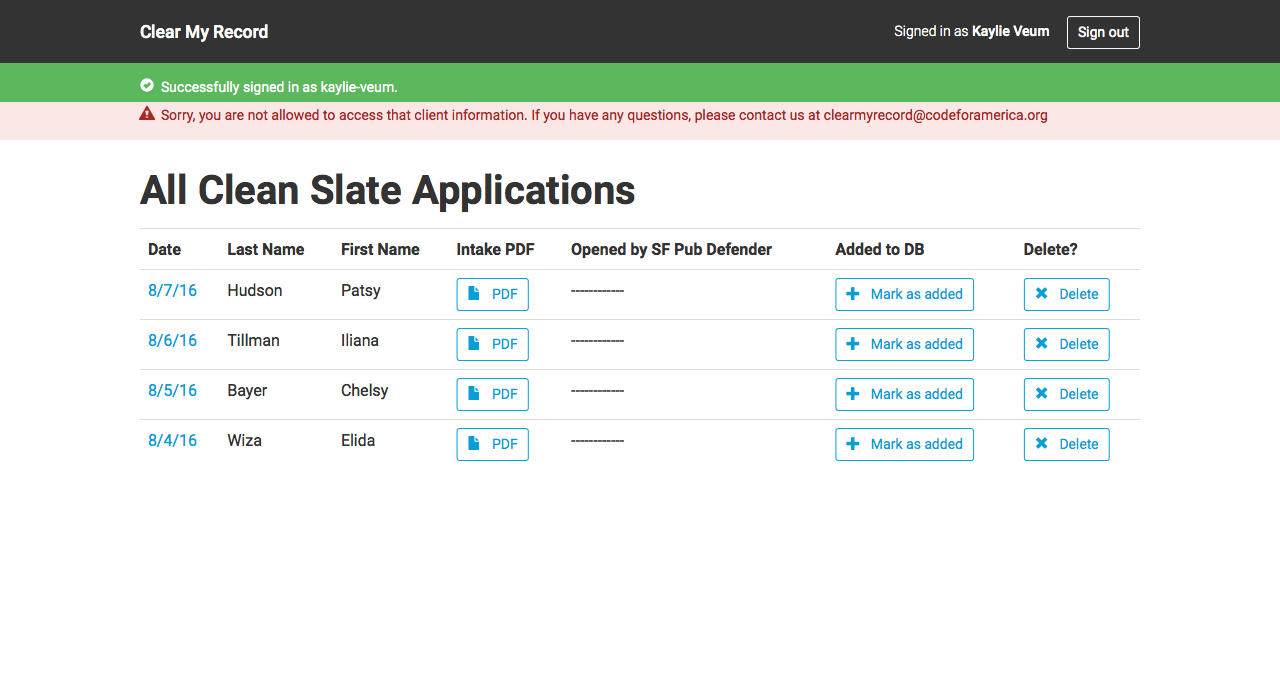 Clear My Record Signed in as Kaylie Veum Sign out
Successfully signed in as kaylie-veum.
Sorry, you are not allowed to access that client information. If you have any questions, please contact us at clearmyrecord@codeforamerica.org
All Clean Slate Applications
Date Last Name First Name Intake PDF Opened by SF Pub Defender Added to DB Delete?
8/7/16 Hudson Patsy PDF ------------ Mark as added Delete
8/6/16 Tillman Iliana PDF ------------ Mark as added Delete
8/5/16 Bayer Chelsy PDF ------------ Mark as added Delete
8/4/16 Wiza Elida PDF ------------ Mark as added Delete